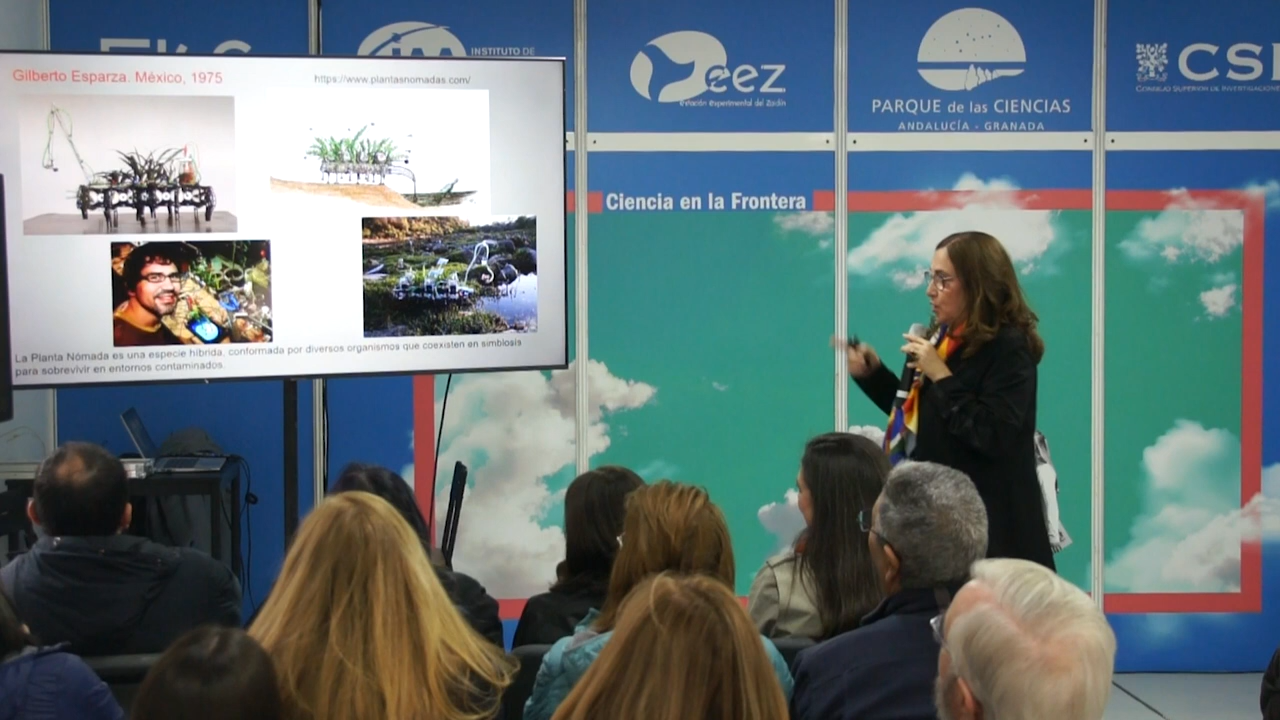 Gilberto Esparza. México, 1975
https://www.plantasnomadas.com/
La Planta Nómada es una especie híbrida, conformada por diversos organismos que coexisten en simbiosis
para sobrevivir en entornos contaminados.
INSTITUTO DE
eez
estación experimental del Zaidín
PARQUE de las CIENCIAS
ANDALUCÍA - GRANADA
CSI
CONSEJO SUPERIOR DE INVESTIGACIONES
Ciencia en la Frontera